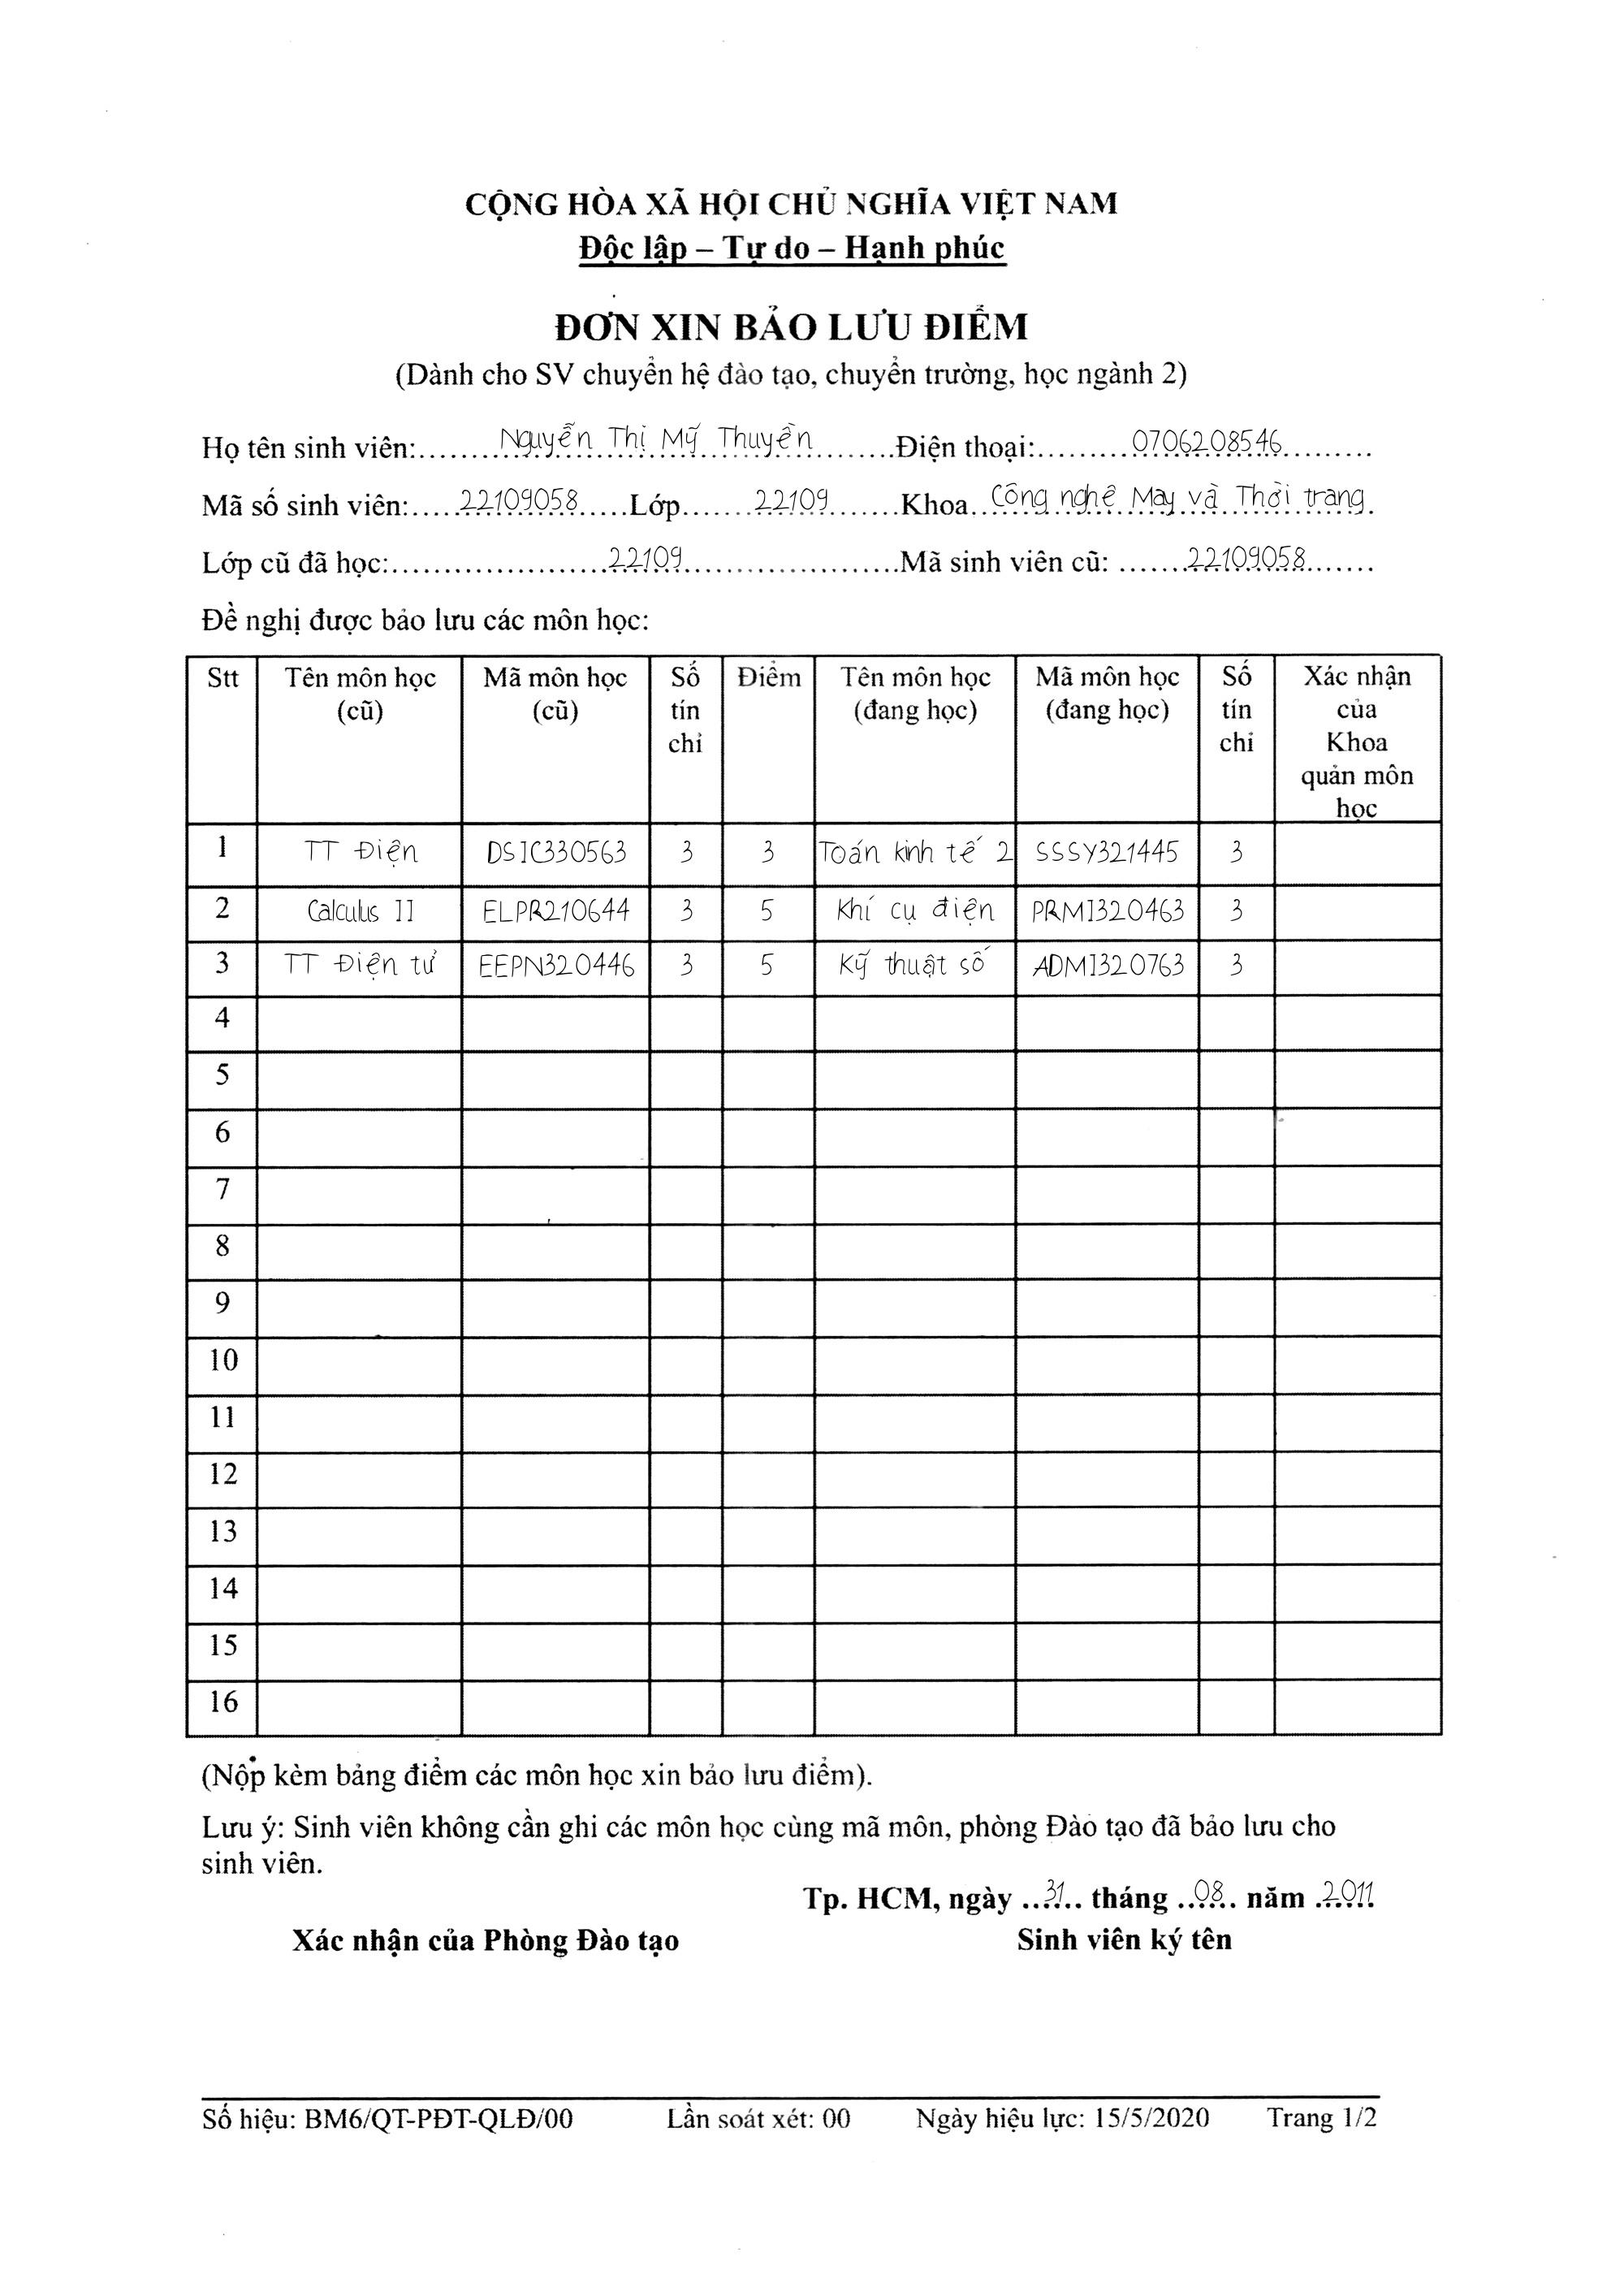 CỘNG HÒA XÃ HỘI CHỦ NGHĨA VIỆT NAM
Độc lập – Tự do – Hạnh phúc
ĐƠN XIN BẢO LƯU ĐIỂM
(Dành cho SV chuyển hệ đào tạo, chuyển trường, học ngành 2)
Họ tên sinh viên: Nguyễn Thị Mỹ Thuyền Điện thoại: 0706208546
Mã số sinh viên: 22109058 Lớp 22109 Khoa Công nghệ May và Thời trang
Lớp cũ đã học: 22109 Mã sinh viên cũ: 22109058
Đề nghị được bảo lưu các môn học:
Stt Tên môn học (cũ) Mã môn học (cũ) Số tín chỉ Điểm Tên môn học (đang học) Mã môn học (đang học) Số tín chỉ Xác nhận của Khoa quản môn học
1 TT Điện DSIC330563 3 3 Toán kinh tế 2 SSSY321445 3
2 Calculus II ELPR210644 3 5 Khí cụ điện PRMI320463 3
3 TT Điện tử EEPN320446 3 5 Kỹ thuật số ADMI320763 3
4
5
6
7
8
9
10
11
12
13
14
15
16
(Nộp kèm bảng điểm các môn học xin bảo lưu điểm).
Lưu ý: Sinh viên không cần ghi các môn học cùng mã môn, phòng Đào tạo đã bảo lưu cho
sinh viên.
Tp. HCM, ngày 31 tháng 08 năm 2011
Xác nhận của Phòng Đào tạo Sinh viên ký tên
Số hiệu: BM6/QT-PĐT-QLĐ/00 Lần soát xét: 00 Ngày hiệu lực: 15/5/2020 Trang 1/2